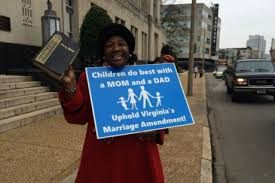 Children do best with
a MOM and a DAD
Uphold Virginia's
Marriage Amendment!